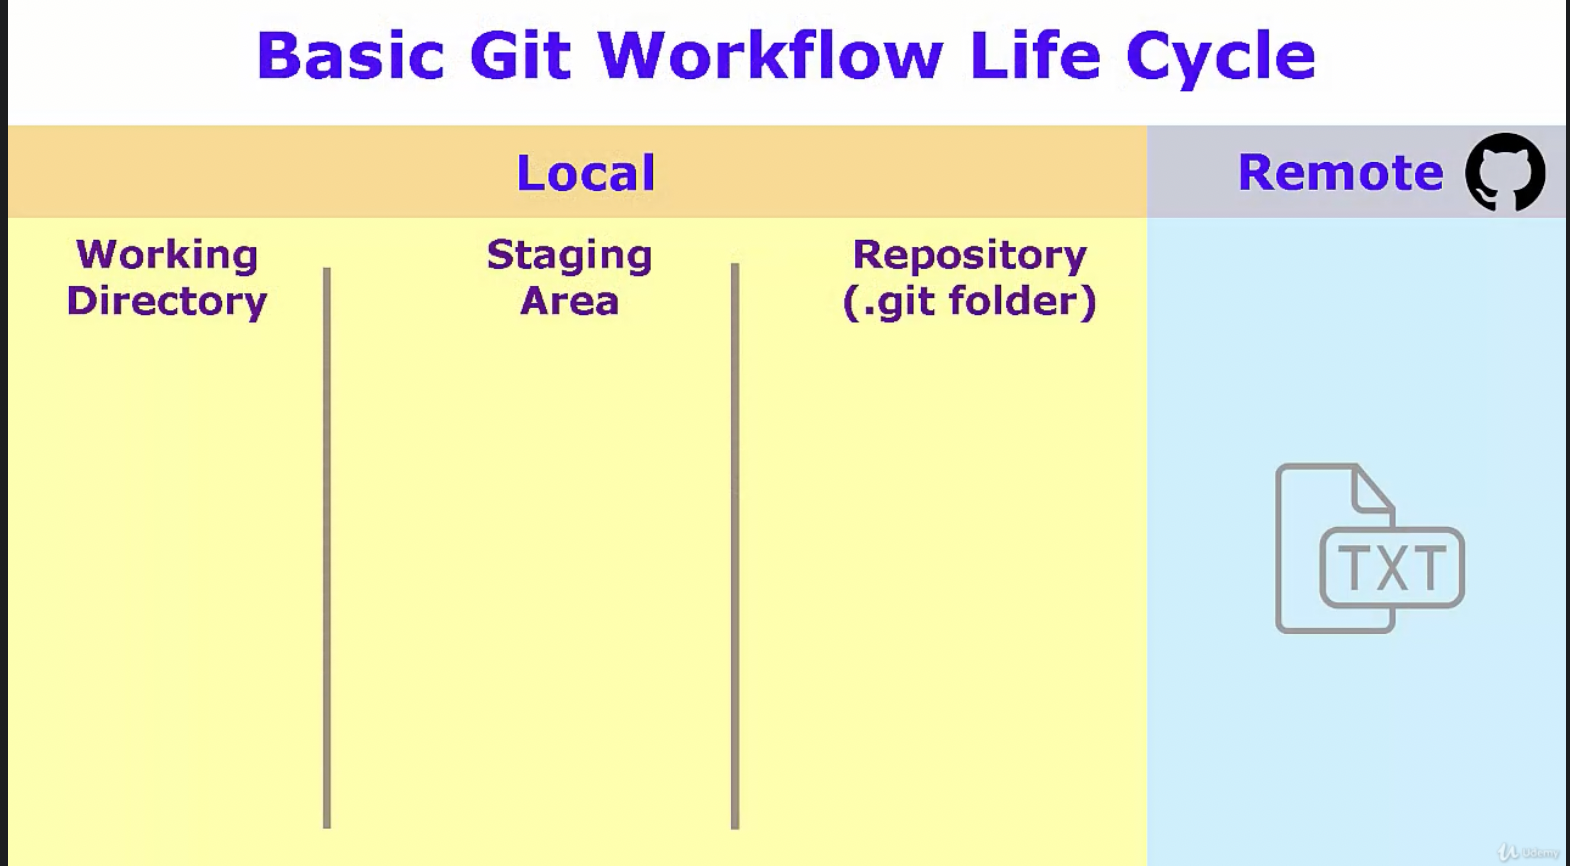 Basic Git Workflow Life Cycle
Local
Remote
Working
Directory
Staging
Area
Repository
(.git folder)
TXT
Udemy